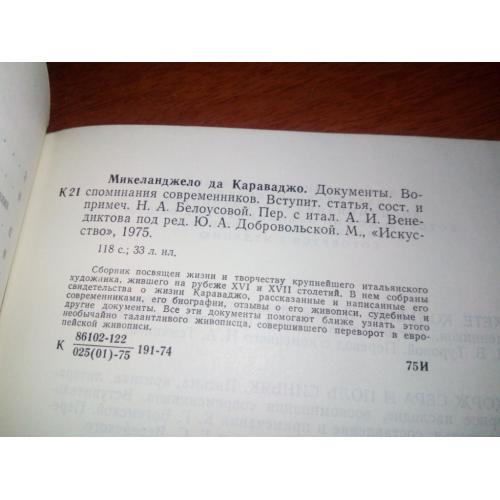 Микеланджело да Караваджо. Документы. Во-
К21 споминания современников. Вступит. статья, сост. и
примеч. Н. А. Белоусовой. Пер. с итал. А. И. Вене-
диктова под ред. Ю. А. Добровольской. М., «Искус-
ство», 1975.
118 с.; 33 л. ил.
Сборник посвящен жизни и творчеству крупнейшего итальянского
художника, жившего на рубеже XVI и XVII столетий. В нем собраны
свидетельства о жизни Караваджо, рассказанные и написанные его
современниками, его биографии, отзывы о его живописи, судебные и
другие документы. Все эти документы помогают ближе узнать этого
необычайно талантливого живописца, совершившего переворот в евро-
пейской живописи.
К 86102-122
025(01)-75 191-74
75И